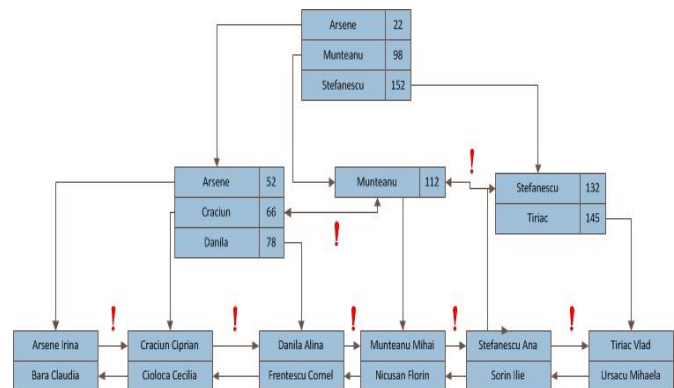 Arsene 22
Munteanu 98
Stefanescu 152
Arsene 52
Craciun 66
Danila 78
Munteanu 112
Stefanescu 132
Tiriac 145
!
!
!
!
!
!
!
Arsene Irina
Bara Claudia
Craciun Ciprian
Cioloca Cecilia
Danila Alina
Frentescu Cornel
Munteanu Mihai
Nicusan Florin
Stefanescu Ana
Sorin Ilie
Tiriac Vlad
Ursacu Mihaela